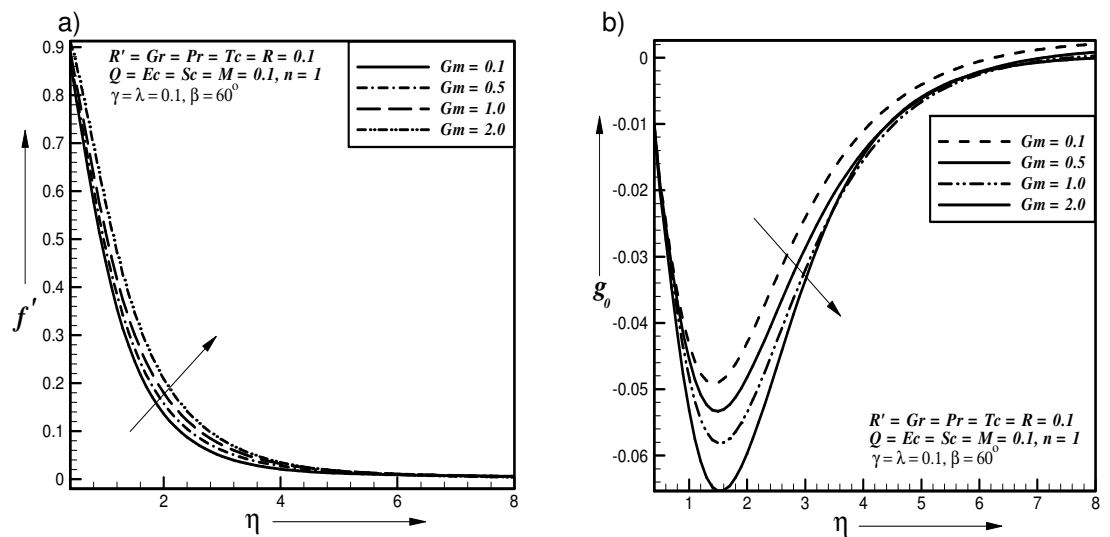 a)
R' = Gr = Pr = Tc = R = 0.1
Q = Ec = Sc = M = 0.1, n = 1
γ = λ = 0.1, β = 60°
Gm = 0.1
Gm = 0.5
Gm = 1.0
Gm = 2.0
0.9
0.8
0.7
0.6
0.5
0.4
0.3
0.2
0.1
0
f'
2 4 6 8
η
b)
0
-0.01
-0.02
-0.03
-0.04
-0.05
-0.06
g₀
Gm = 0.1
Gm = 0.5
Gm = 1.0
Gm = 2.0
R' = Gr = Pr = Tc = R = 0.1
Q = Ec = Sc = M = 0.1, n = 1
γ = λ = 0.1, β = 60°
1 2 3 4 5 6 7 8
η